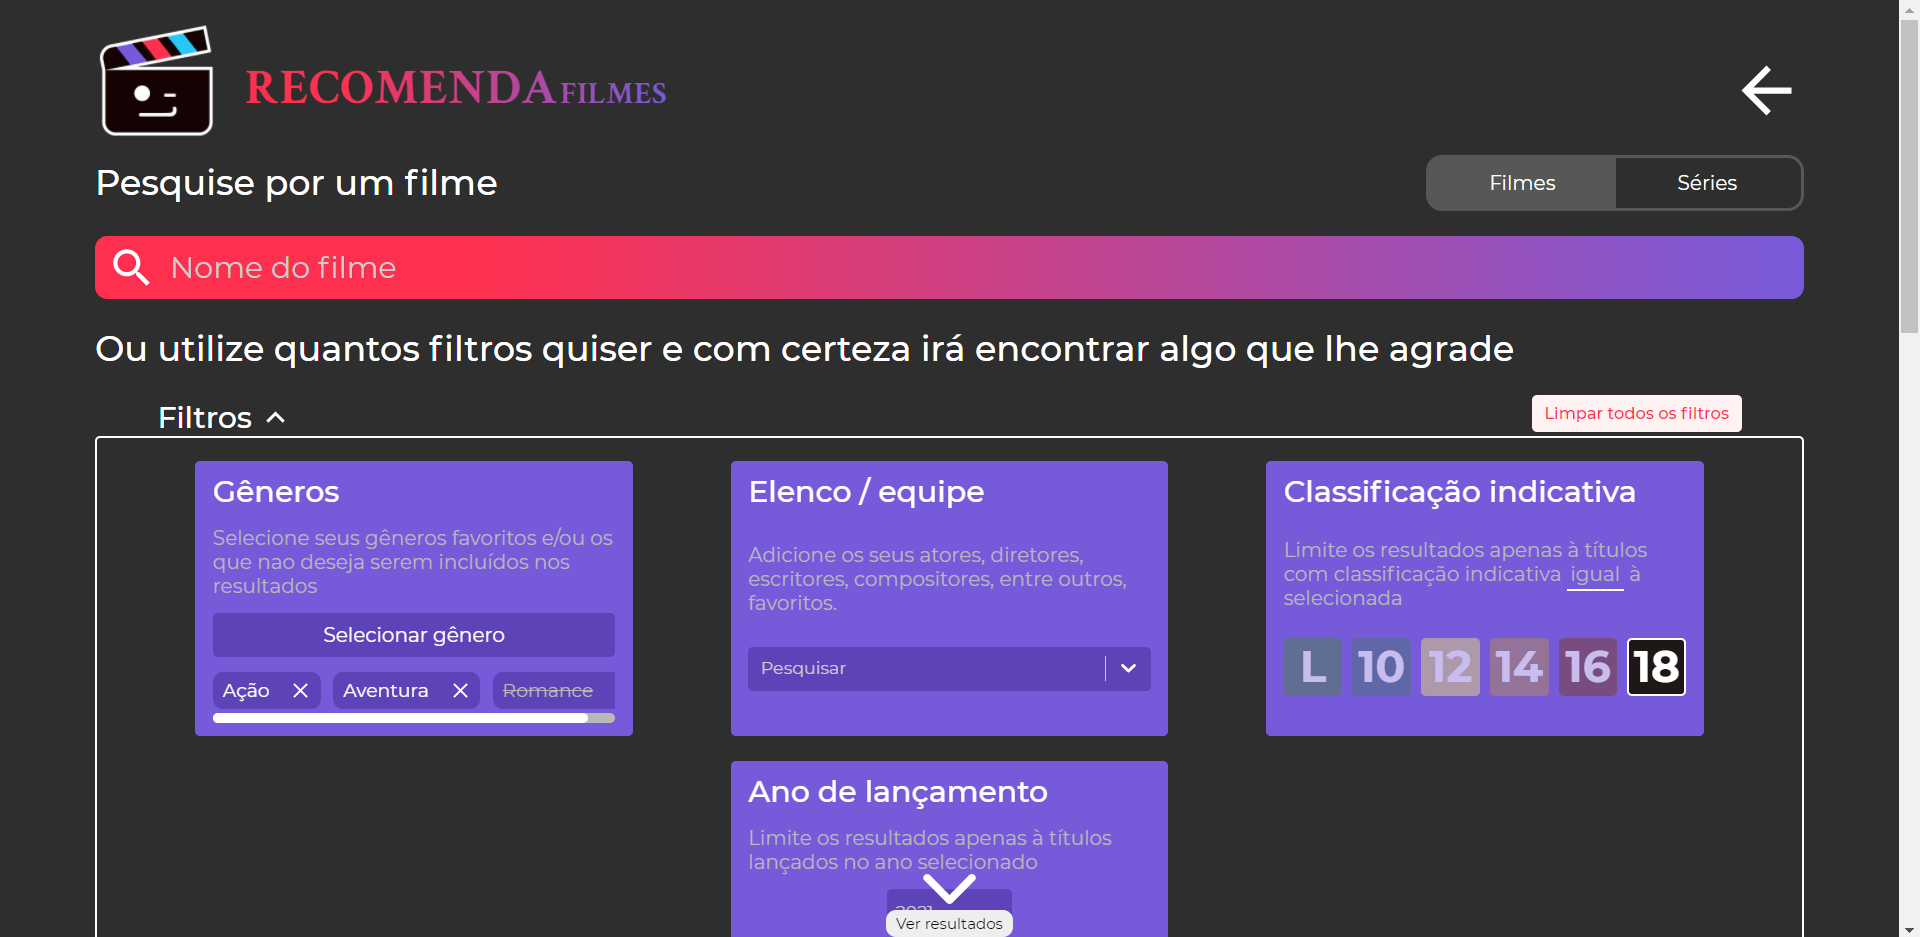 RECOMENDA FILMES
Pesquise por um filme
Filmes
Séries
Nome do filme
Ou utilize quantos filtros quiser e com certeza irá encontrar algo que lhe agrade
Filtros
Limpar todos os filtros
Gêneros
Selecione seus gêneros favoritos e/ou os
que nao deseja serem incluídos nos
resultados
Selecionar gênero
Ação
Aventura
Romance
Elenco / equipe
Adicione os seus atores, diretores,
escritores, compositores, entre outros,
favoritos.
Pesquisar
Classificação indicativa
Limite os resultados apenas à títulos
com classificação indicativa igual à
selecionada
L 10 12 14 16 18
Ano de lançamento
Limite os resultados apenas à títulos
lançados no ano selecionado
2021
Ver resultados